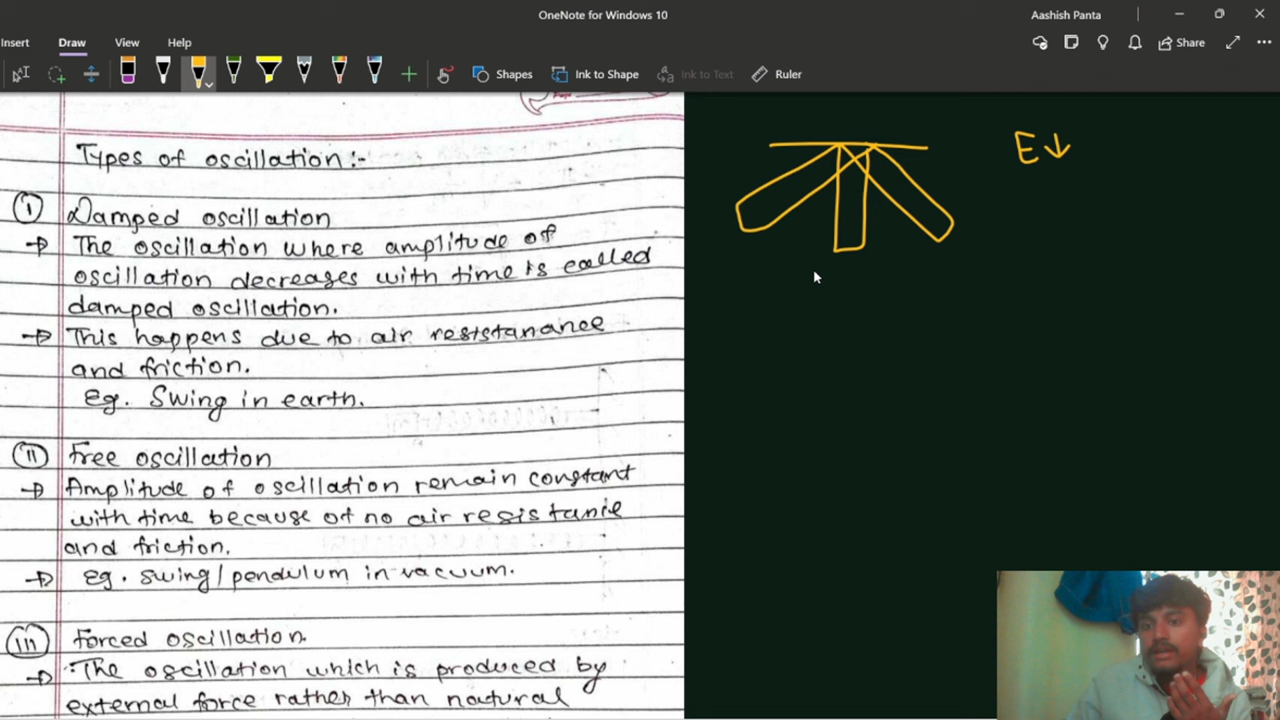 OneNote for Windows 10
Aashish Panta
Insert
Draw
View
Help
Share
Shapes
Ink to Shape
Ink to Text
Ruler
Types of oscillation:-
(i) Damped oscillation
→ The oscillation where amplitude of
oscillation decreases with time is called
damped oscillation.
→ This happens due to air resistanance
and friction.
Eg. Swing in earth.
(ii) Free oscillation
→ Amplitude of oscillation remain constant
with time because of no air resistanie
and friction.
→ Eg. swing/pendulum in vacuum.
(iii) Forced oscillation.
→ The oscillation which is produced by
external force rather than natural
E↓